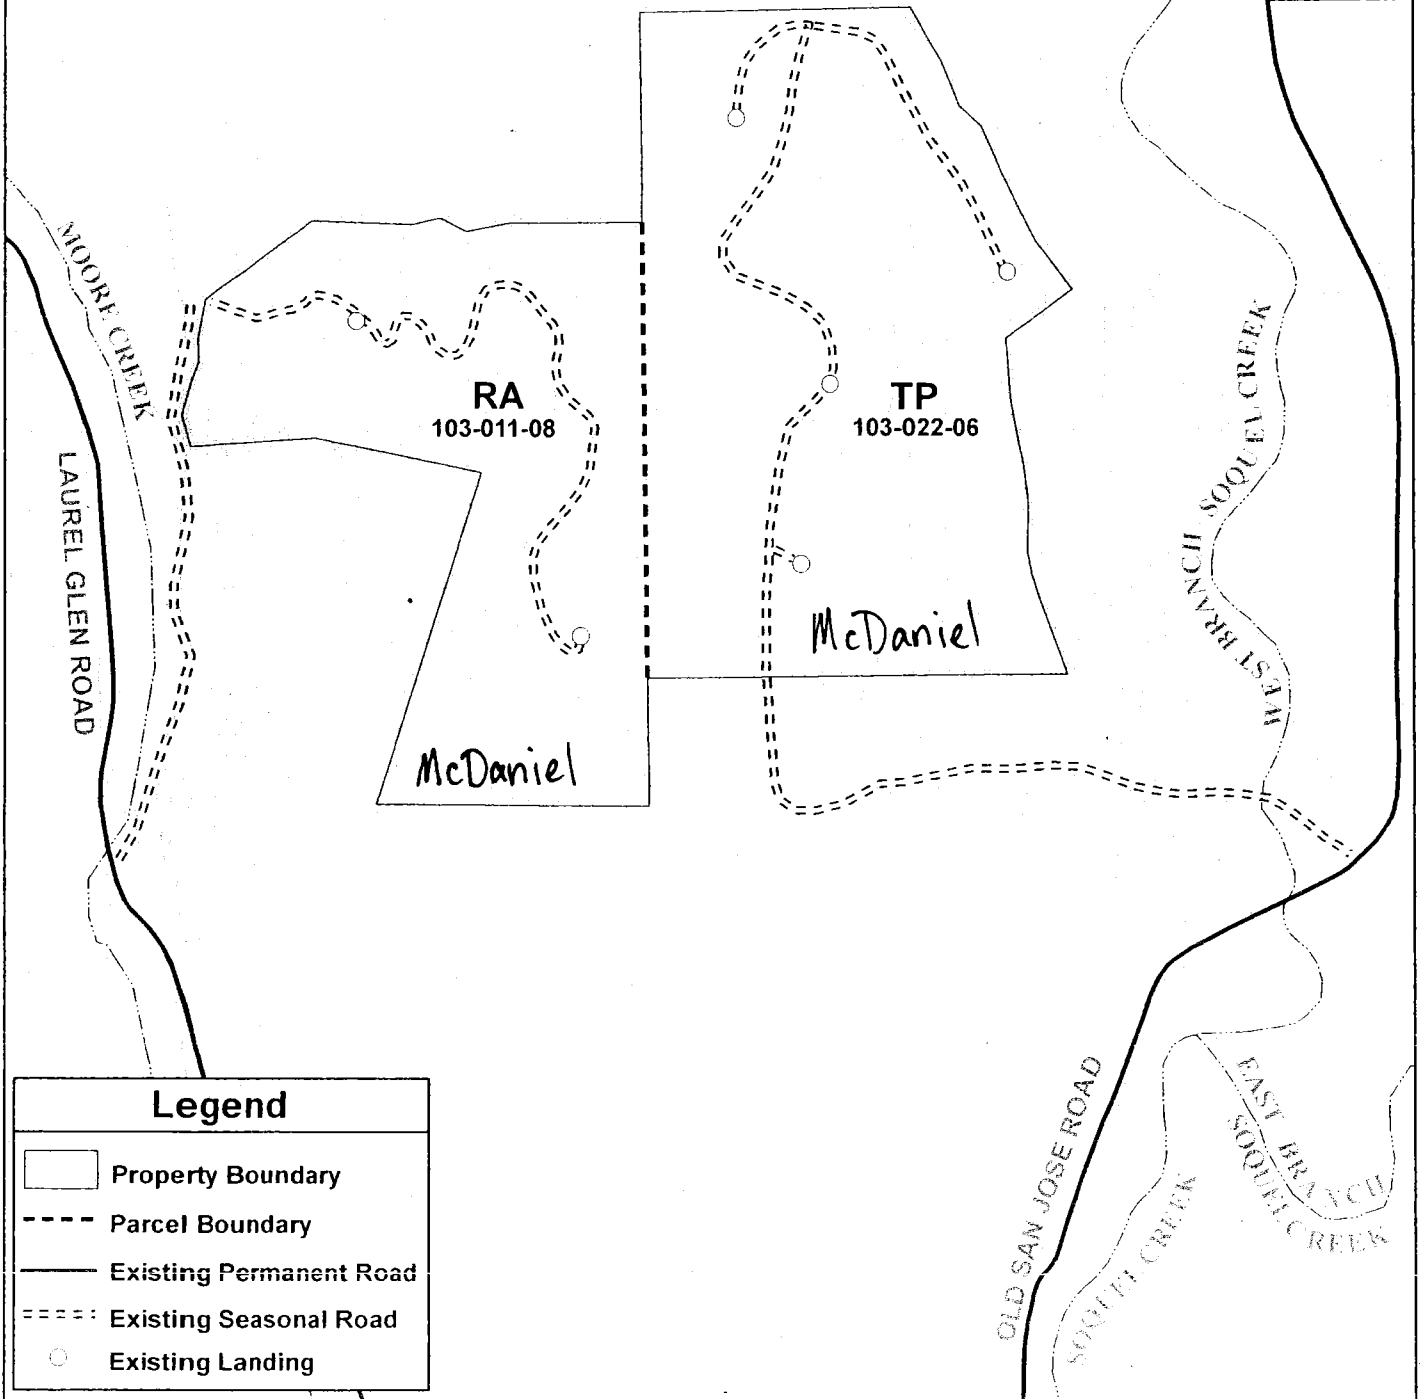 MOORE CREEK
LAUREL GLEN ROAD
RA
103-011-08
TP
103-022-06
McDaniel
McDaniel
WEST BRANCH SOQUEL CREEK
EAST BRANCH
SOQUEL CREEK
OLD SAN JOSE ROAD
SOQUEL CREEK
Legend
Property Boundary
Parcel Boundary
Existing Permanent Road
Existing Seasonal Road
Existing Landing